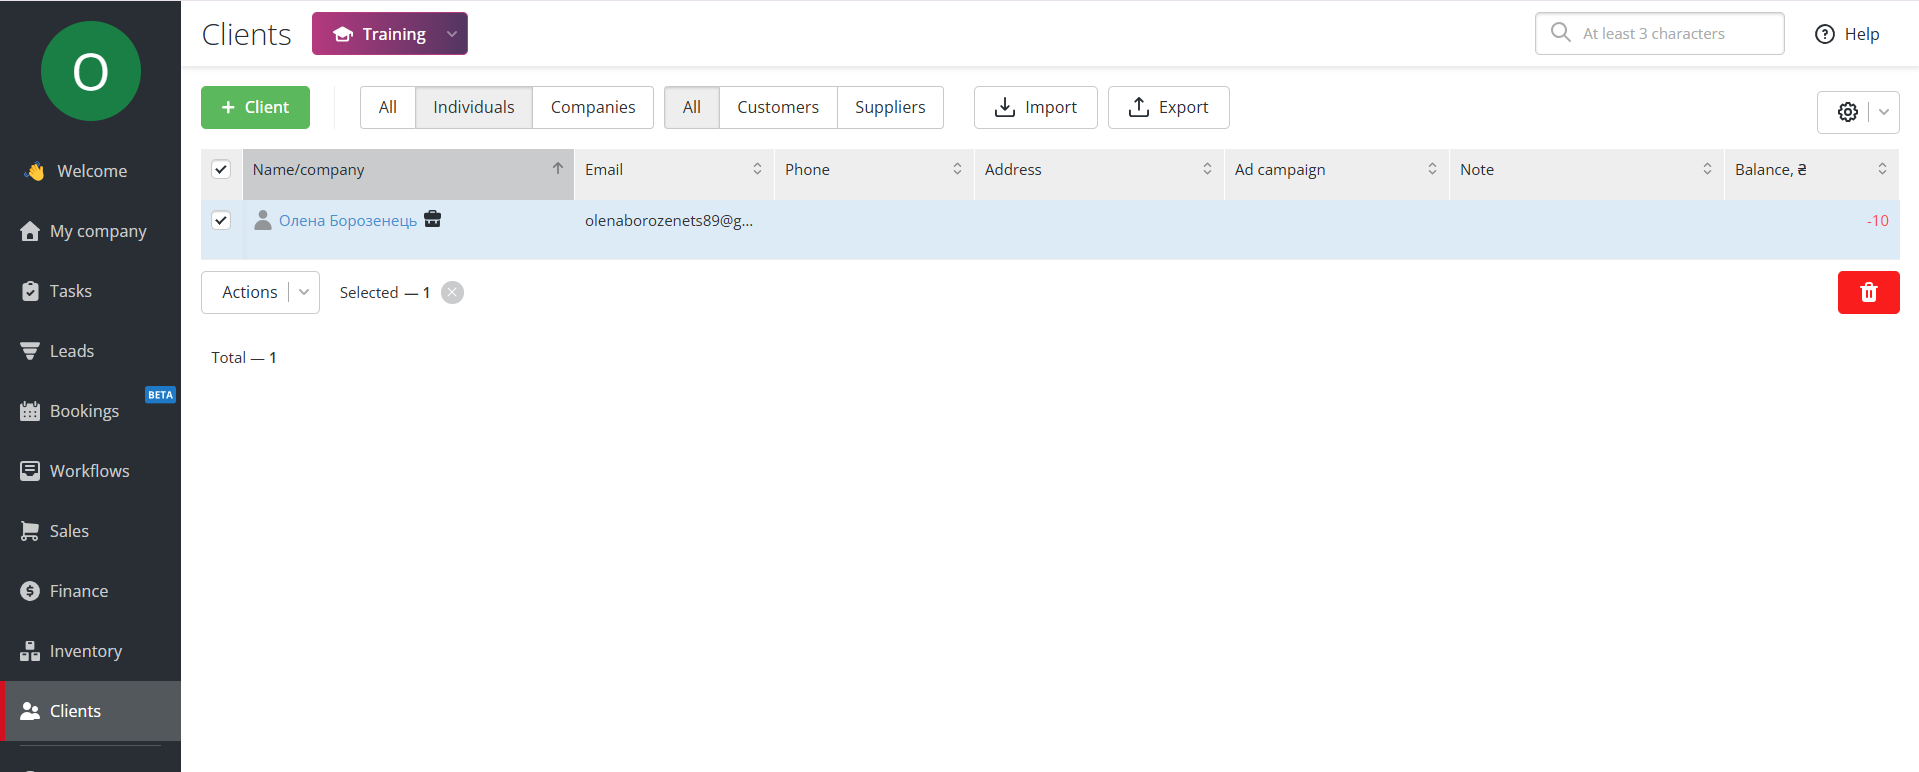 O
Clients
Training
At least 3 characters
Help
+ Client
All
Individuals
Companies
All
Customers
Suppliers
Import
Export
Welcome
My company
Tasks
Leads
BETA
Bookings
Workflows
Sales
Finance
Inventory
Clients
Name/company
Email
Phone
Address
Ad campaign
Note
Balance, ₴
Олена Борозенець
olenaborozenets89@g...
-10
Actions
Selected — 1
Total — 1